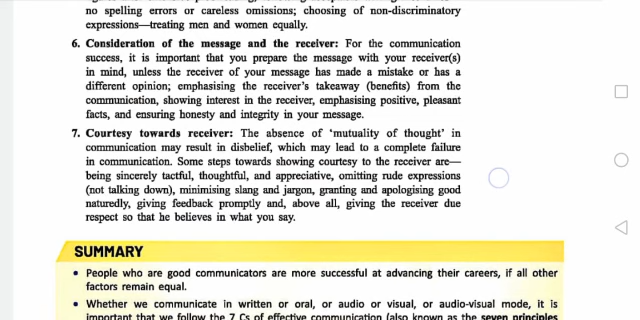 no spelling errors or careless omissions; choosing of non-discriminatory
expressions—treating men and women equally.
6. Consideration of the message and the receiver: For the communication
success, it is important that you prepare the message with your receiver(s)
in mind, unless the receiver of your message has made a mistake or has a
different opinion; emphasising the receiver's takeaway (benefits) from the
communication, showing interest in the receiver, emphasising positive, pleasant
facts, and ensuring honesty and integrity in your message.
7. Courtesy towards receiver: The absence of 'mutuality of thought' in
communication may result in disbelief, which may lead to a complete failure
in communication. Some steps towards showing courtesy to the receiver are—
being sincerely tactful, thoughtful, and appreciative, omitting rude expressions
(not talking down), minimising slang and jargon, granting and apologising good
naturedly, giving feedback promptly and, above all, giving the receiver due
respect so that he believes in what you say.
SUMMARY
• People who are good communicators are more successful at advancing their careers, if all other
factors remain equal.
• Whether we communicate in written or oral, or audio or visual, or audio-visual mode, it is
important that we follow the 7 Cs of effective communication (also known as the seven principles